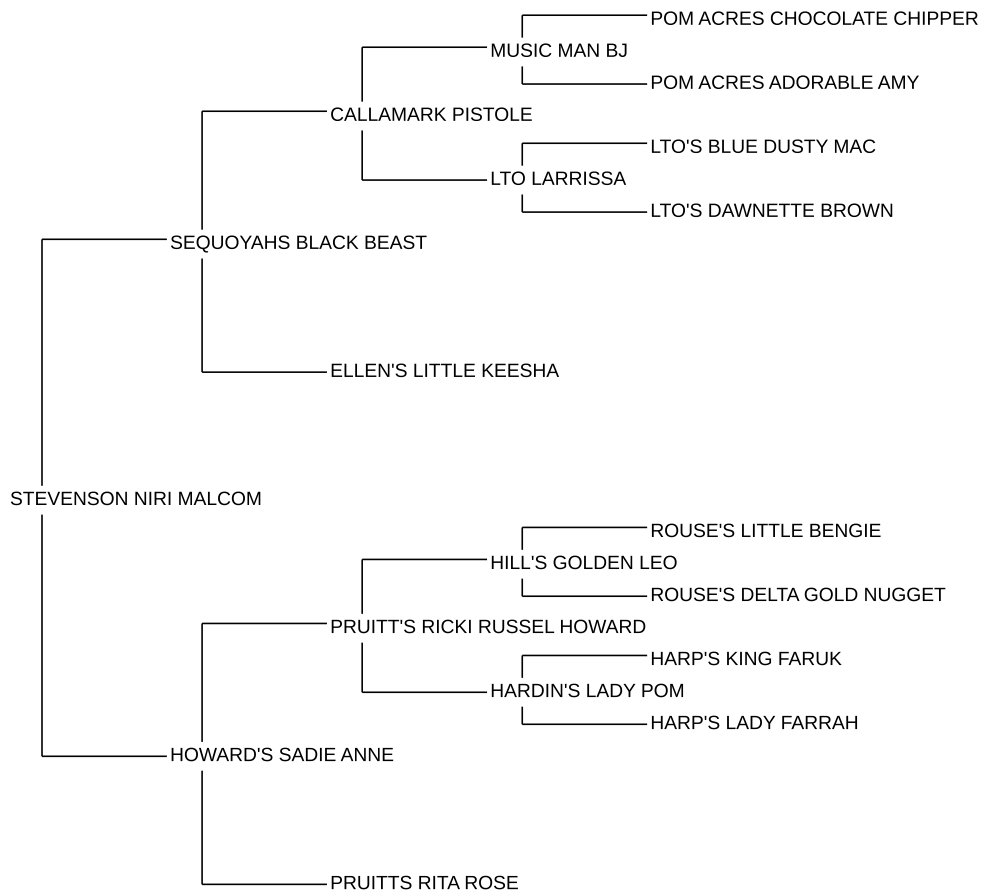 POM ACRES CHOCOLATE CHIPPER
MUSIC MAN BJ
POM ACRES ADORABLE AMY
CALLAMARK PISTOLE
LTO'S BLUE DUSTY MAC
LTO LARRISSA
LTO'S DAWNETTE BROWN
SEQUOYAHS BLACK BEAST
ELLEN'S LITTLE KEESHA
STEVENSON NIRI MALCOM
ROUSE'S LITTLE BENGIE
HILL'S GOLDEN LEO
ROUSE'S DELTA GOLD NUGGET
PRUITT'S RICKI RUSSEL HOWARD
HARP'S KING FARUK
HARDIN'S LADY POM
HARP'S LADY FARRAH
HOWARD'S SADIE ANNE
PRUITTS RITA ROSE